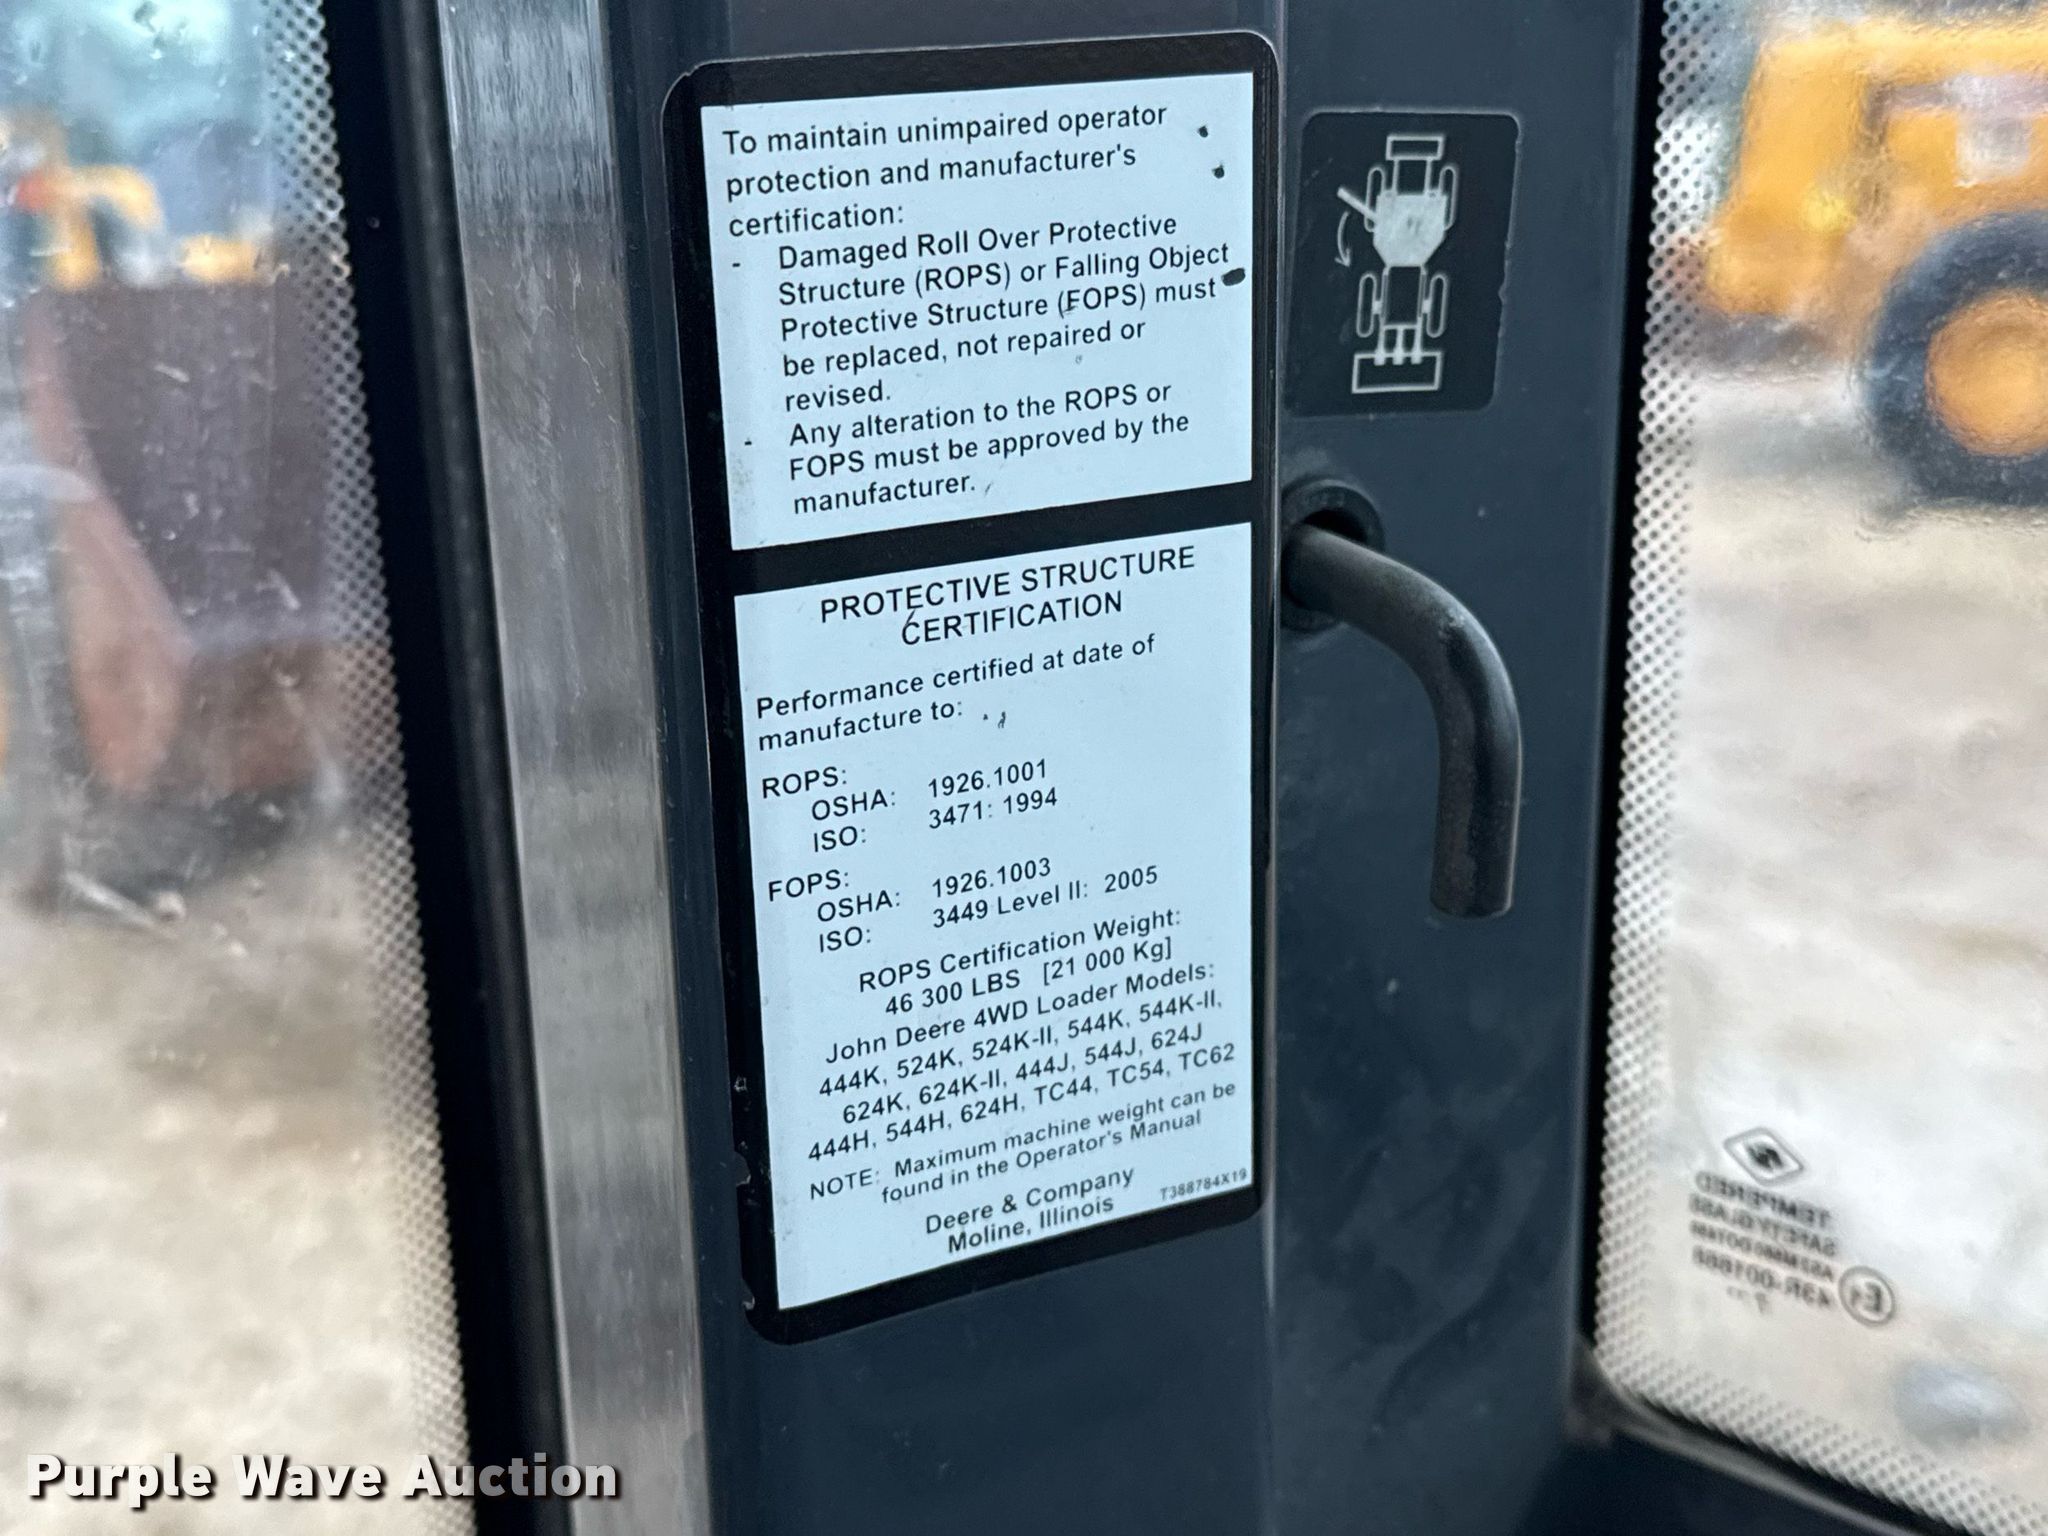 To maintain unimpaired operator
protection and manufacturer's
certification:
- Damaged Roll Over Protective
Structure (ROPS) or Falling Object
Protective Structure (FOPS) must
be replaced, not repaired or
revised.
- Any alteration to the ROPS or
FOPS must be approved by the
manufacturer.
PROTECTIVE STRUCTURE
CERTIFICATION
Performance certified at date of
manufacture to:
ROPS:
OSHA: 1926.1001
ISO: 3471: 1994
FOPS:
OSHA: 1926.1003
ISO: 3449 Level II: 2005
ROPS Certification Weight:
46 300 LBS [21 000 Kg]
John Deere 4WD Loader Models:
444K, 524K, 524K-II, 544K, 544K-II,
624K, 624K-II, 444J, 544J, 624J
444H, 544H, 624H, TC44, TC54, TC62
NOTE: Maximum machine weight can be
found in the Operator's Manual
Deere & Company
Moline, Illinois
T388784X19
TEMPERED
SAFETY GLASS
Purple Wave Auction